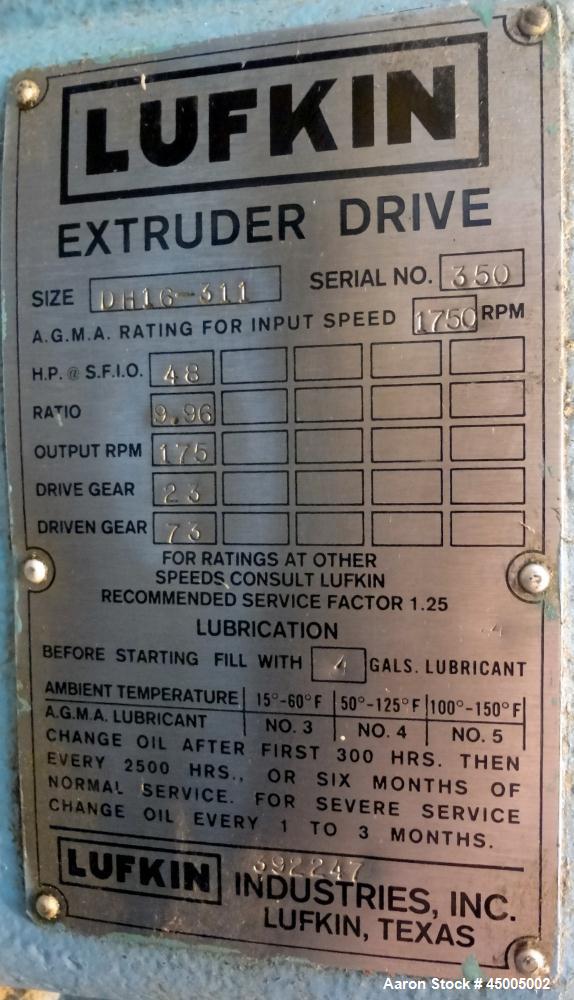 LUFKIN
EXTRUDER DRIVE
SIZE DH16-311 SERIAL NO. 350
A.G.M.A. RATING FOR INPUT SPEED 1750 RPM
H.P. @ S.F.I.O. 48
RATIO 9.96
OUTPUT RPM 175
DRIVE GEAR 23
DRIVEN GEAR 73
FOR RATINGS AT OTHER
SPEEDS CONSULT LUFKIN
RECOMMENDED SERVICE FACTOR 1.25
LUBRICATION
BEFORE STARTING FILL WITH 4 GALS. LUBRICANT
AMBIENT TEMPERATURE 15°-60°F 50°-125°F 100°-150°F
A.G.M.A. LUBRICANT NO. 3 NO. 4 NO. 5
CHANGE OIL AFTER FIRST 300 HRS. THEN
EVERY 2500 HRS., OR SIX MONTHS OF
NORMAL SERVICE. FOR SEVERE SERVICE
CHANGE OIL EVERY 1 TO 3 MONTHS.
392247
LUFKIN INDUSTRIES, INC.
LUFKIN, TEXAS
Aaron Stock # 45005002